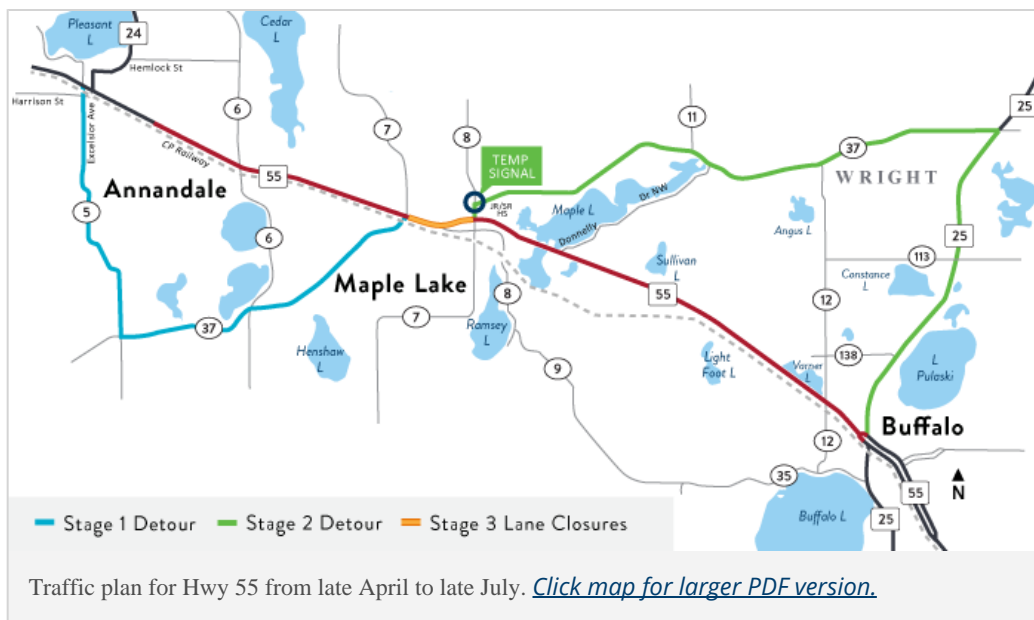 Pleasant
L
24
Cedar
L
Hemlock St
Harrison St
Excelsior Ave
CP Railway
6
7
8
11
25
TEMP
SIGNAL
37
WRIGHT
55
JR/SR
HS
Annandale
Maple L
Dr NW
Donnelly
Angus L
5
6
25
113
Sullivan
L
Constance
L
Maple Lake
55
8
12
37
7
Ramsey
L
Henshaw
L
138
9
Light
Foot L
Varner
L
L
Pulaski
Buffalo
12
35
55
N
Buffalo L
25
Stage 1 Detour
Stage 2 Detour
Stage 3 Lane Closures
Traffic plan for Hwy 55 from late April to late July. Click map for larger PDF version.